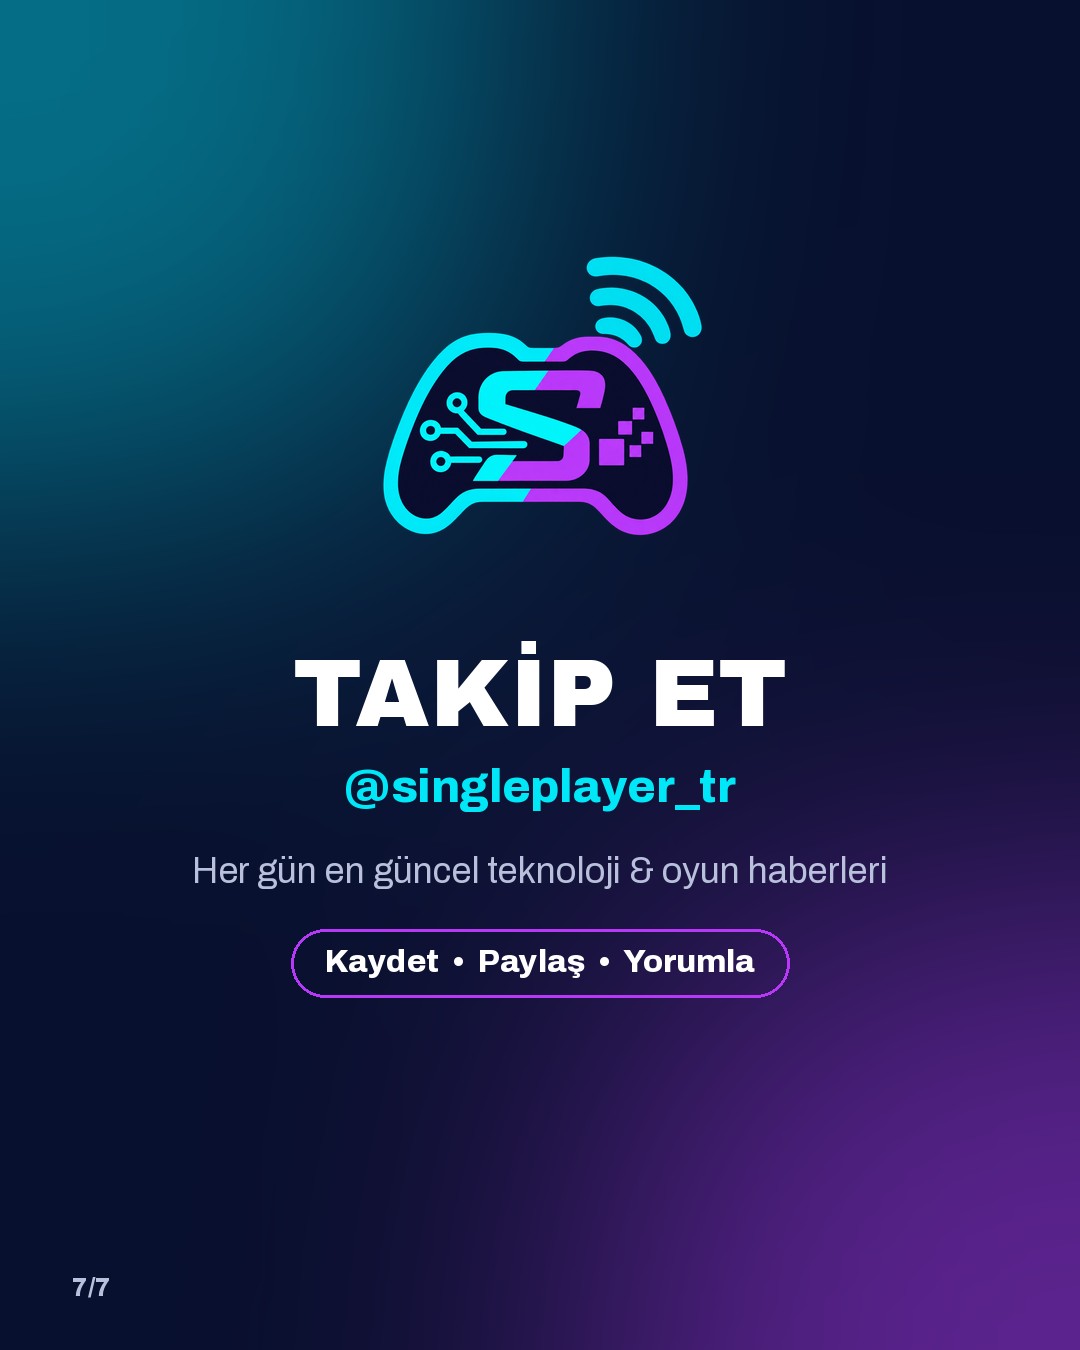 S
TAKİP ET
@singleplayer_tr
Her gün en güncel teknoloji & oyun haberleri
Kaydet • Paylaş • Yorumla
7/7